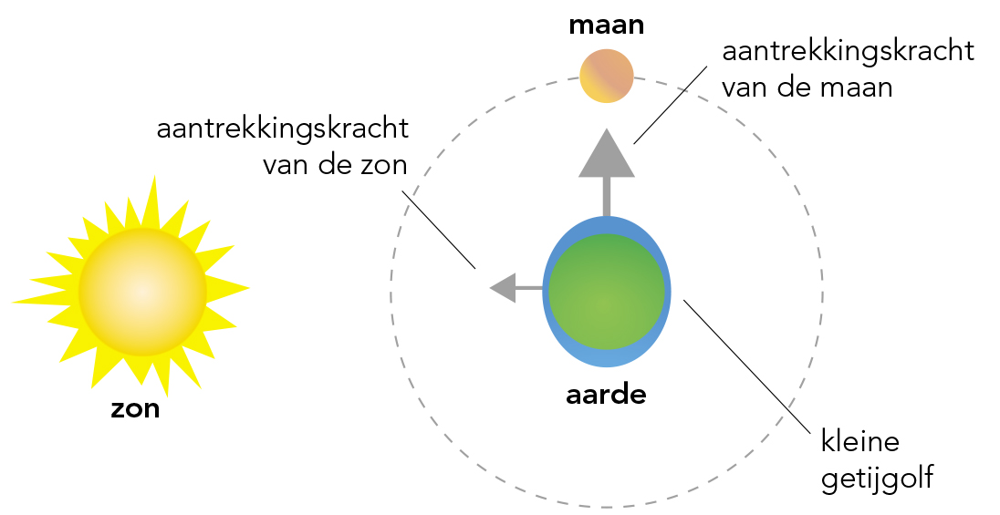 maan
aantrekkingskracht
van de maan
aantrekkingskracht
van de zon
zon
aarde
kleine
getijgolf